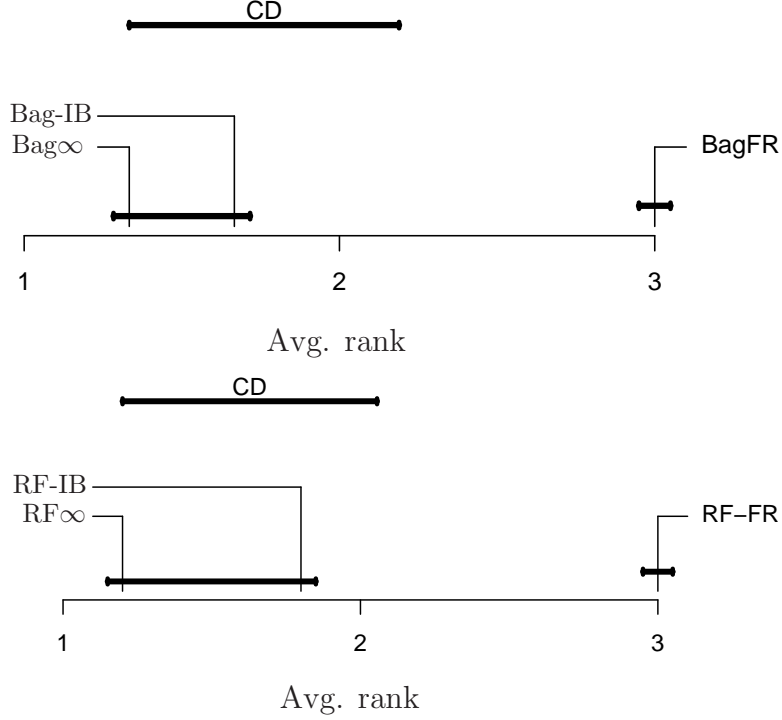 CD
Bag-IB
Bag∞
BagFR
1 2 3
Avg. rank
CD
RF-IB
RF∞
RF−FR
1 2 3
Avg. rank